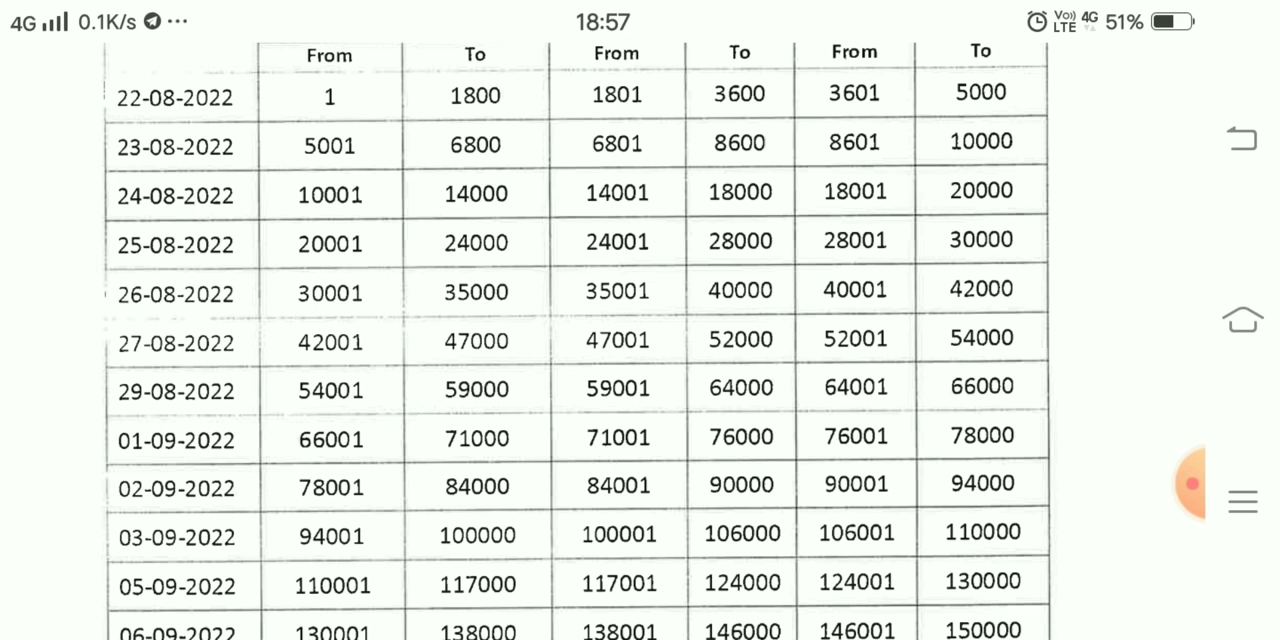 4G 0.1K/s ... 18:57 Vo)) LTE 4G 51%
From To From To From To
22-08-2022 1 1800 1801 3600 3601 5000
23-08-2022 5001 6800 6801 8600 8601 10000
24-08-2022 10001 14000 14001 18000 18001 20000
25-08-2022 20001 24000 24001 28000 28001 30000
26-08-2022 30001 35000 35001 40000 40001 42000
27-08-2022 42001 47000 47001 52000 52001 54000
29-08-2022 54001 59000 59001 64000 64001 66000
01-09-2022 66001 71000 71001 76000 76001 78000
02-09-2022 78001 84000 84001 90000 90001 94000
03-09-2022 94001 100000 100001 106000 106001 110000
05-09-2022 110001 117000 117001 124000 124001 130000
06-09-2022 130001 138000 138001 146000 146001 150000